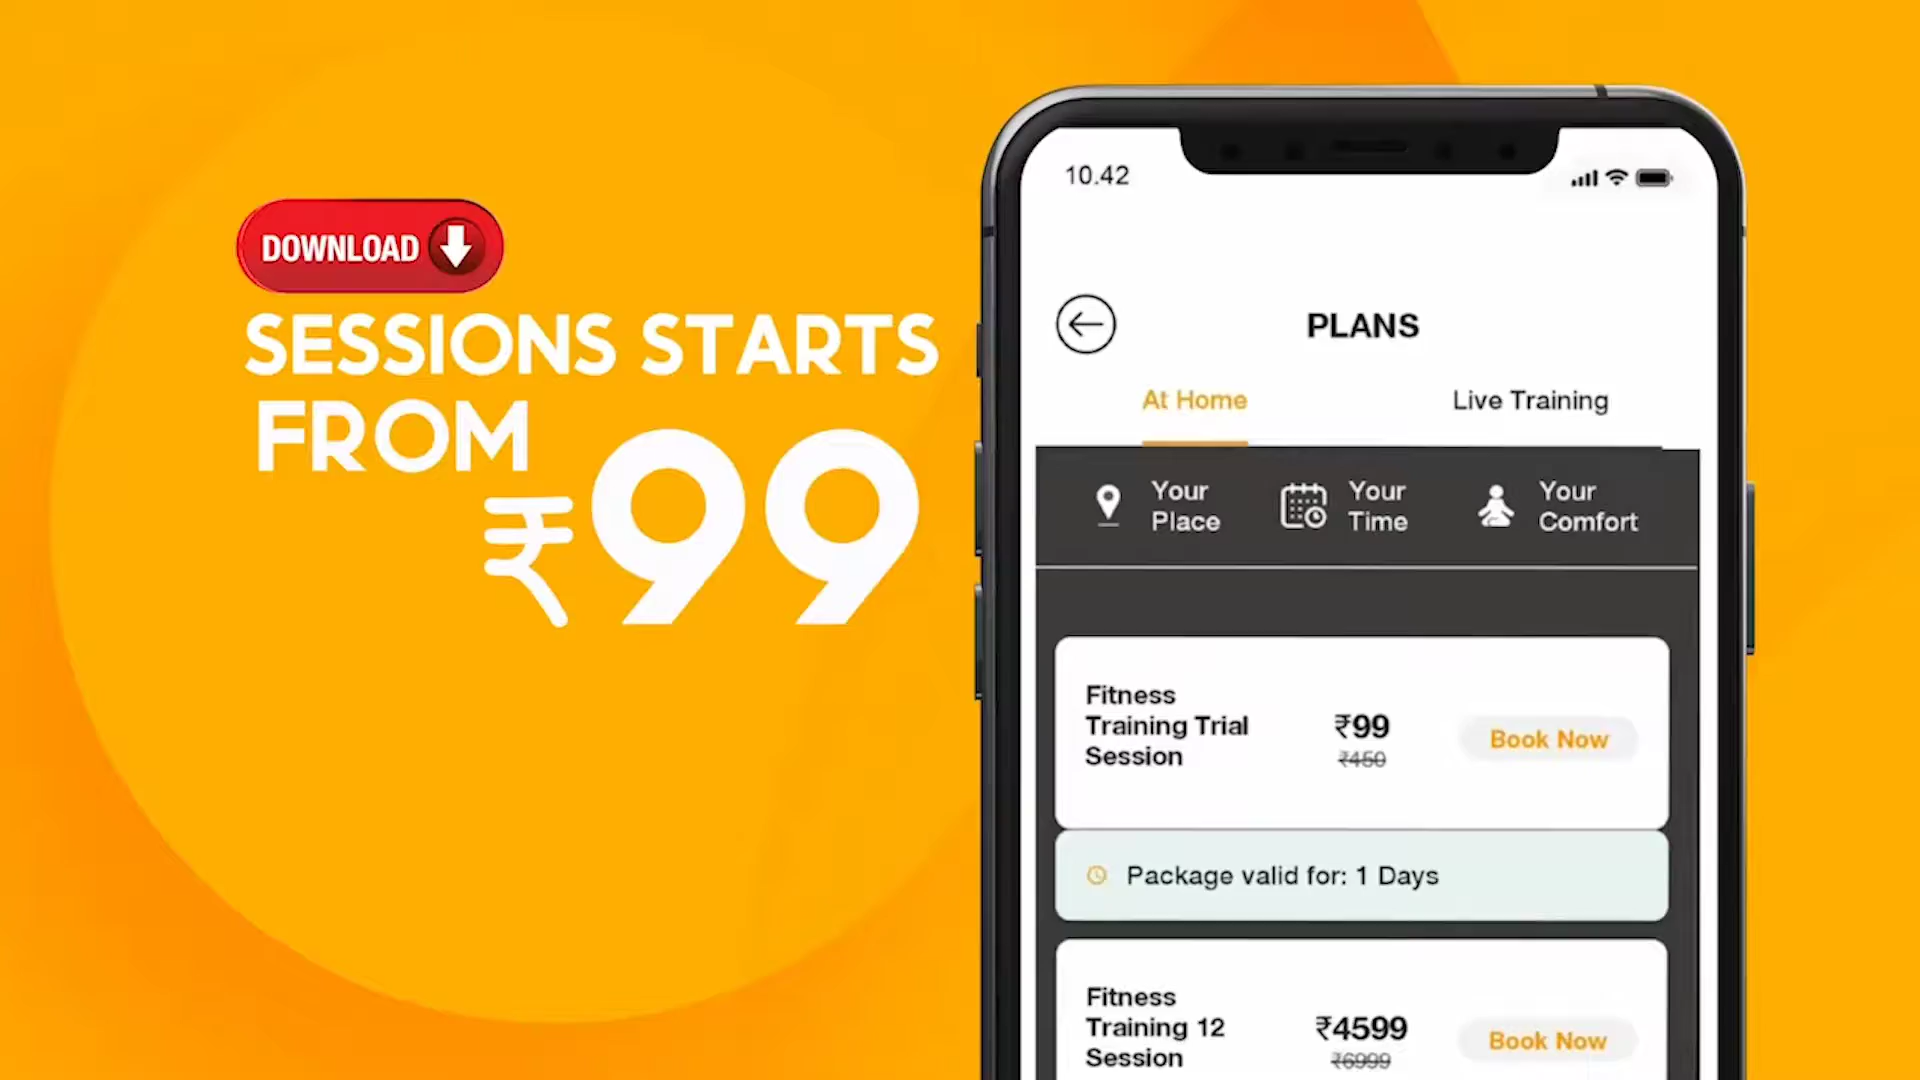 DOWNLOAD
SESSIONS STARTS
FROM
₹99
10.42
PLANS
At Home
Live Training
Your
Place
Your
Time
Your
Comfort
Fitness
Training Trial
Session
₹99
₹450
Book Now
Package valid for: 1 Days
Fitness
Training 12
Session
₹4599
₹6999
Book Now